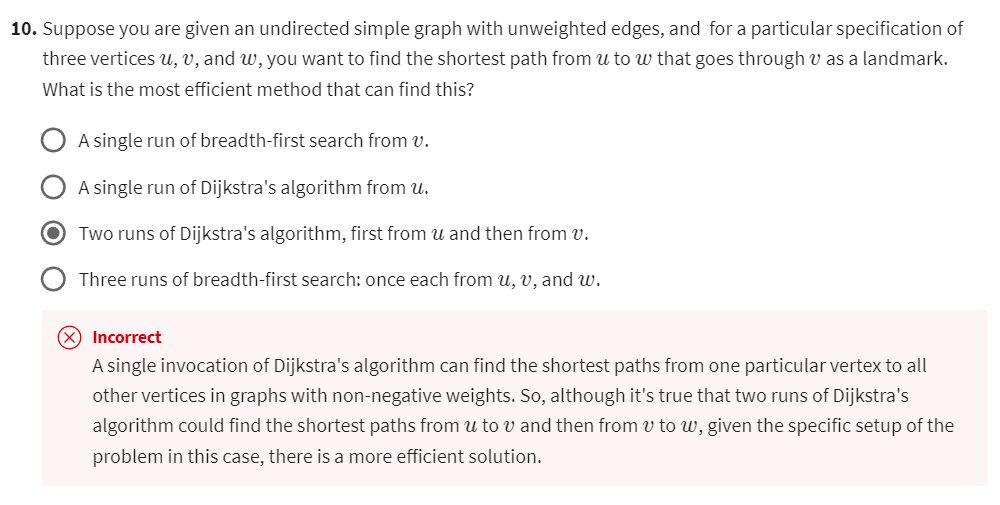 10. Suppose you are given an undirected simple graph with unweighted edges, and for a particular specification of
three vertices u, v, and w, you want to find the shortest path from u to w that goes through v as a landmark.
What is the most efficient method that can find this?
A single run of breadth-first search from v.
A single run of Dijkstra's algorithm from u.
Two runs of Dijkstra's algorithm, first from u and then from v.
Three runs of breadth-first search: once each from u, v, and w.
Incorrect
A single invocation of Dijkstra's algorithm can find the shortest paths from one particular vertex to all
other vertices in graphs with non-negative weights. So, although it's true that two runs of Dijkstra's
algorithm could find the shortest paths from u to v and then from v to w, given the specific setup of the
problem in this case, there is a more efficient solution.